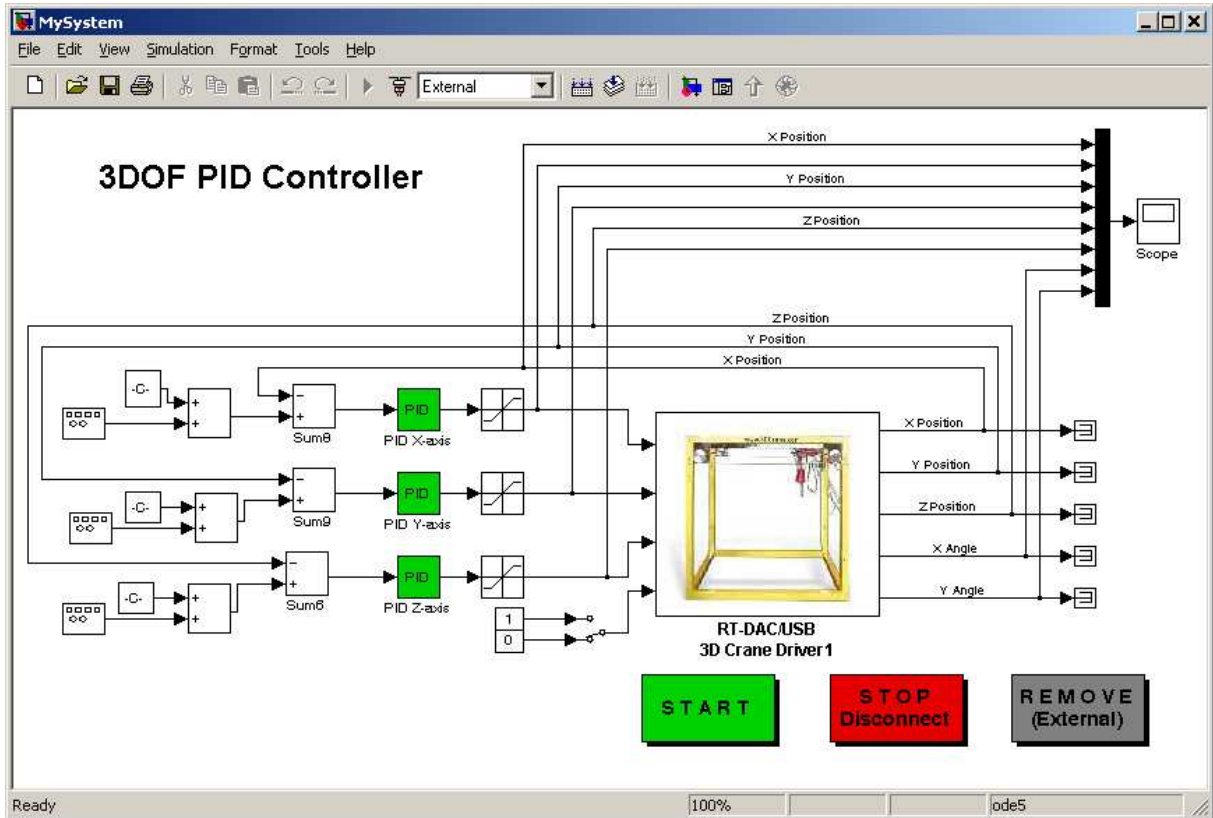 MySystem
File Edit View Simulation Format Tools Help
External
3DOF PID Controller
X Position
Y Position
Z Position
Scope
Z Position
Y Position
X Position
-C-
+
+
−
+
Sum8
PID
PID X-axis
X Position
Y Position
-C-
+
+
−
+
Sum9
PID
PID Y-axis
Z Position
X Angle
-C-
+
+
−
+
Sum6
PID
PID Z-axis
Y Angle
1
0
RT-DAC/USB
3D Crane Driver1
START
STOP
Disconnect
REMOVE
(External)
Ready 100% ode5